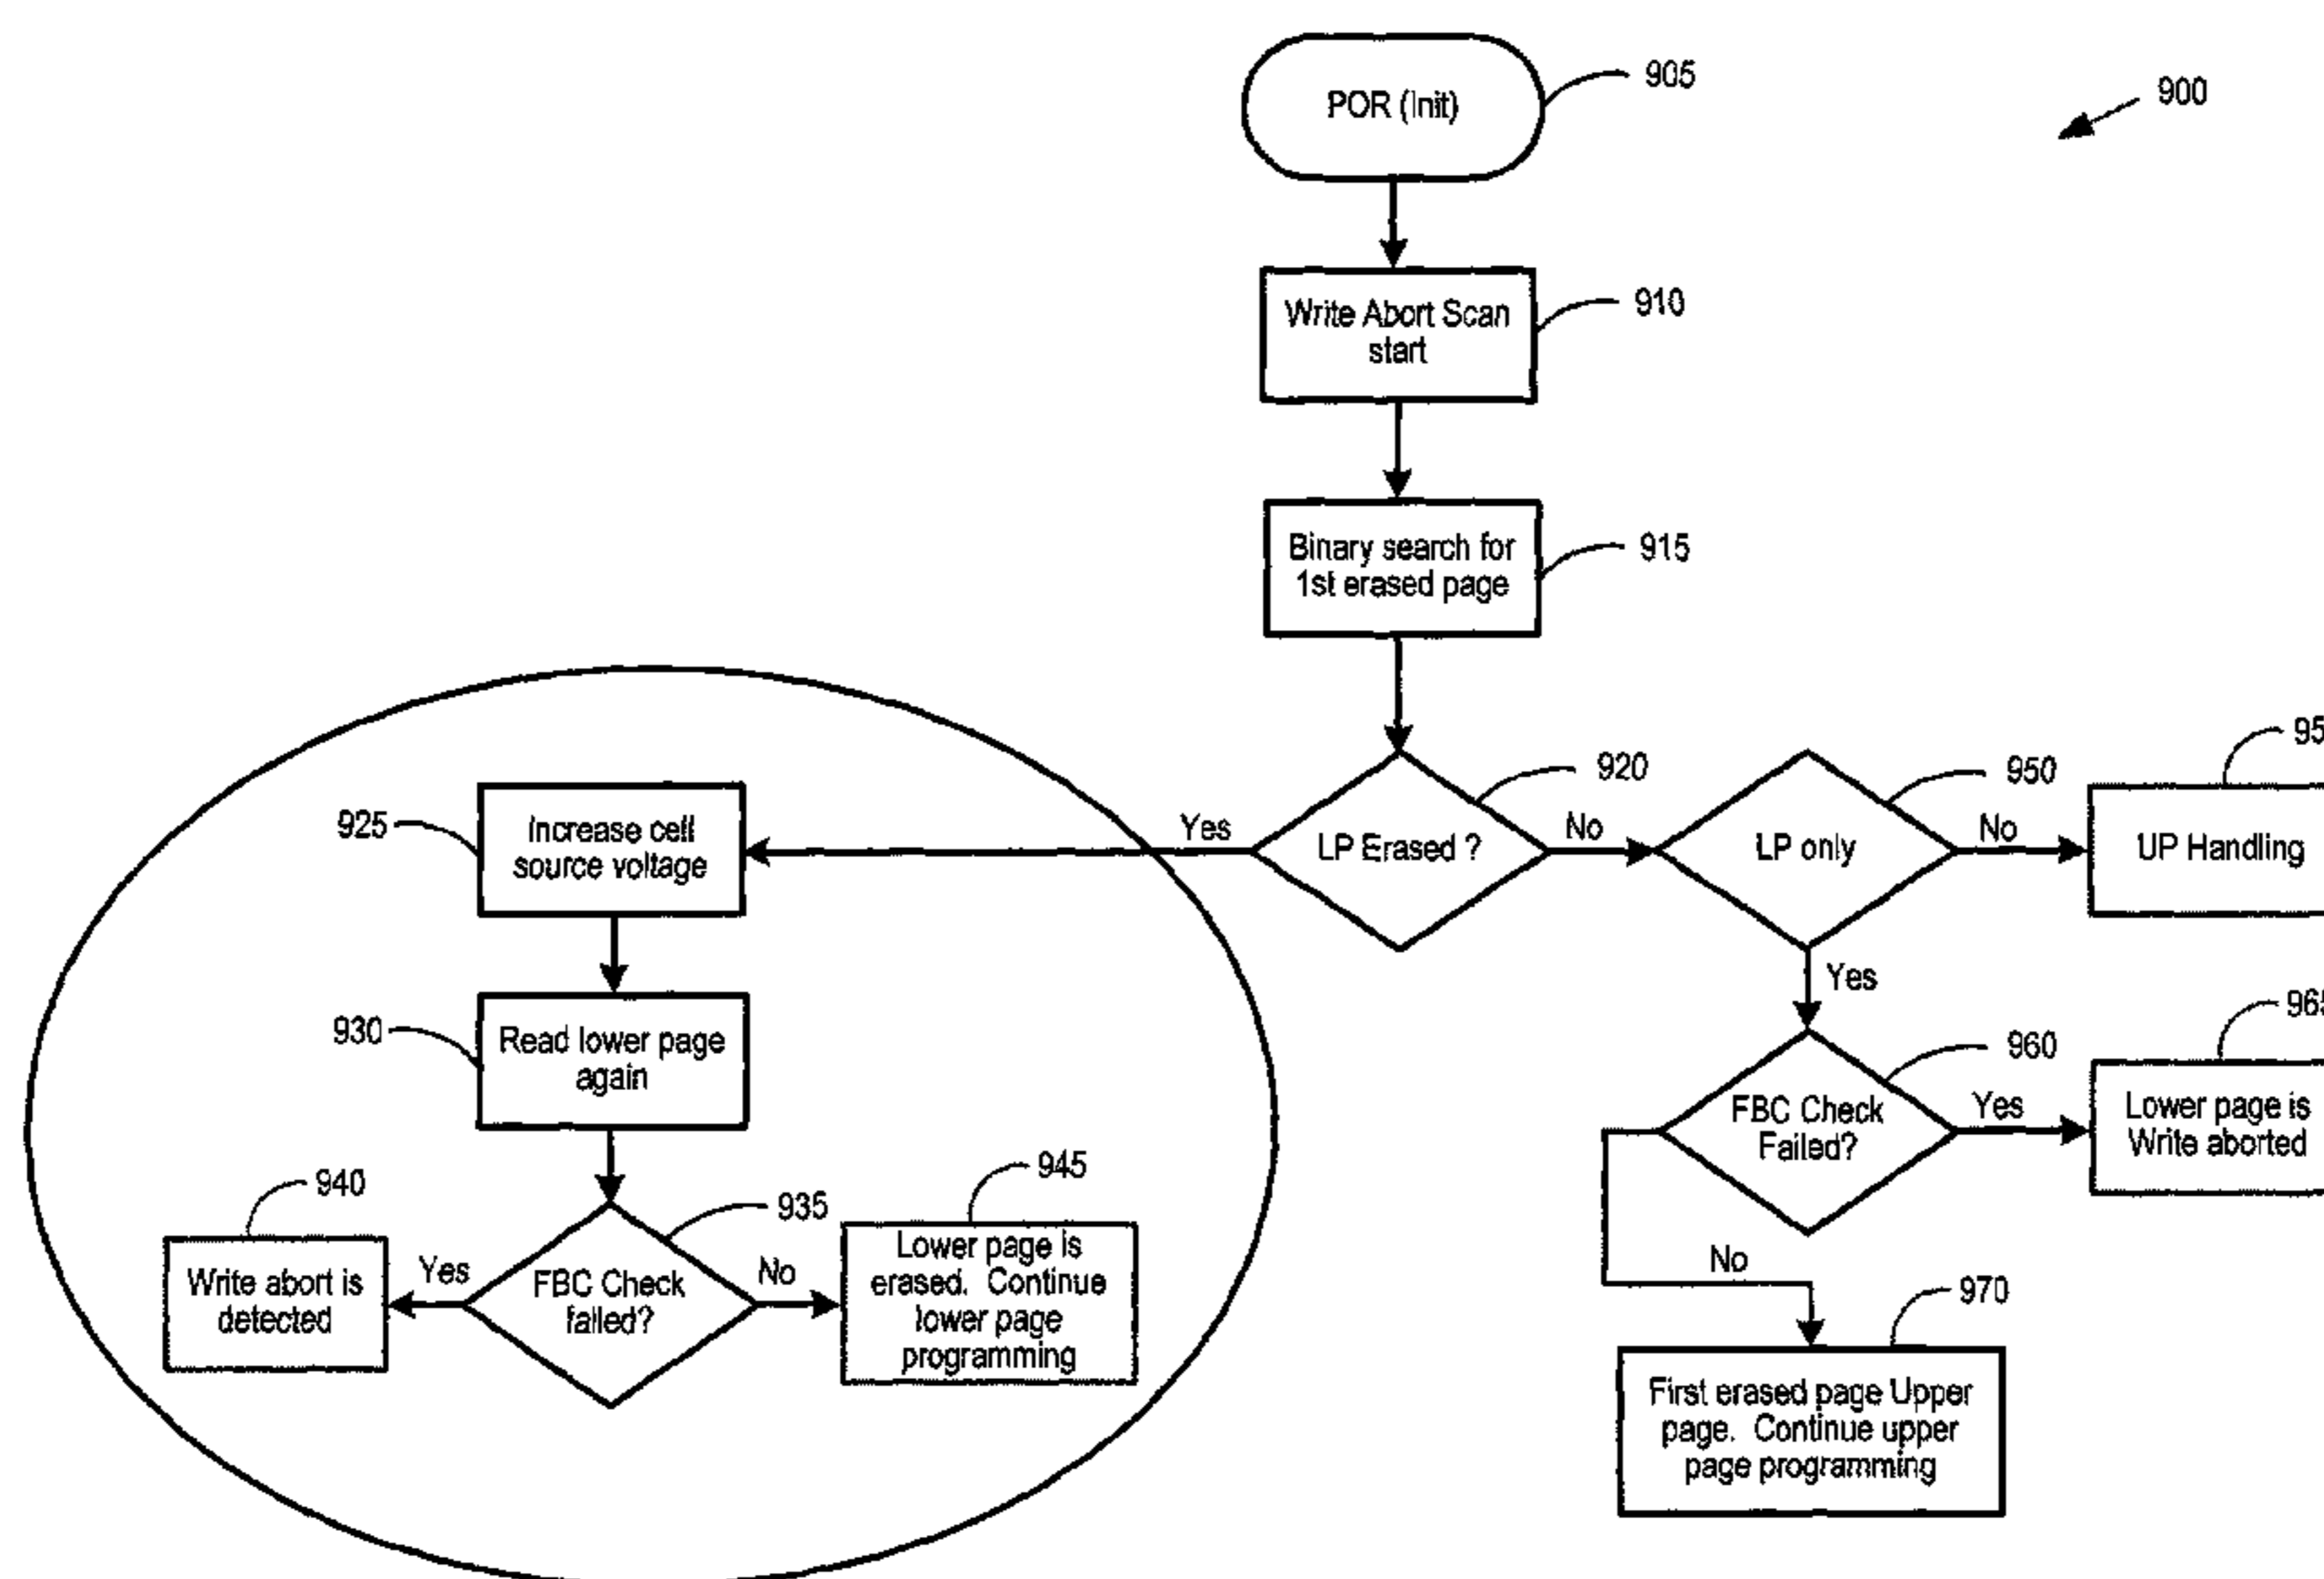 POR (Init)
905
900
Write Abort Scan
start
910
Binary search for
1st erased page
915
LP Erased ?
920
Yes
No
LP only
950
No
UP Handling
Yes
925
Increase cell
source voltage
930
Read lower page
again
FBC Check
failed?
935
Yes
No
940
Write abort is
detected
945
Lower page is
erased. Continue
lower page
programming
FBC Check
Failed?
960
Yes
965
Lower page is
Write aborted
No
970
First erased page Upper
page. Continue upper
page programming